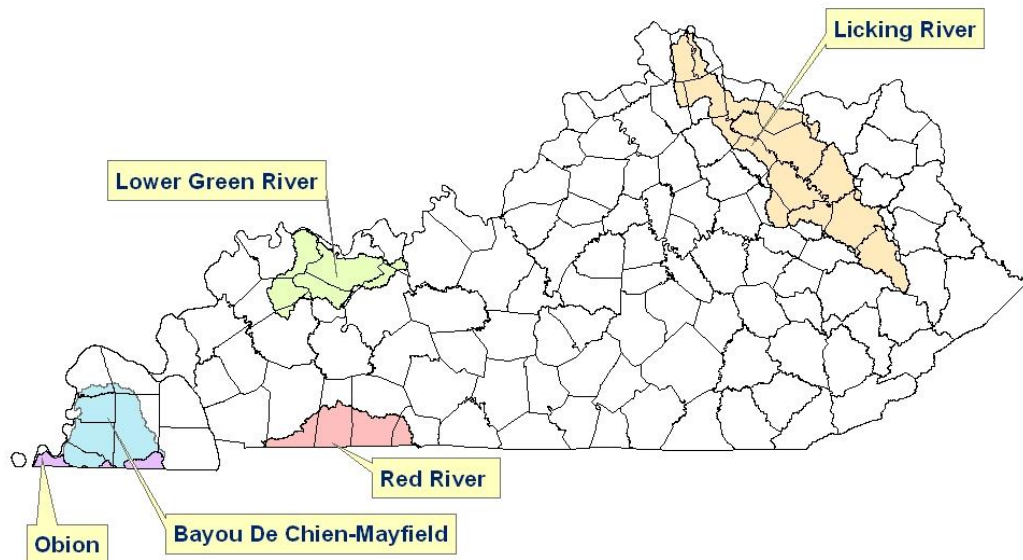 Licking River
Lower Green River
Red River
Bayou De Chien-Mayfield
Obion